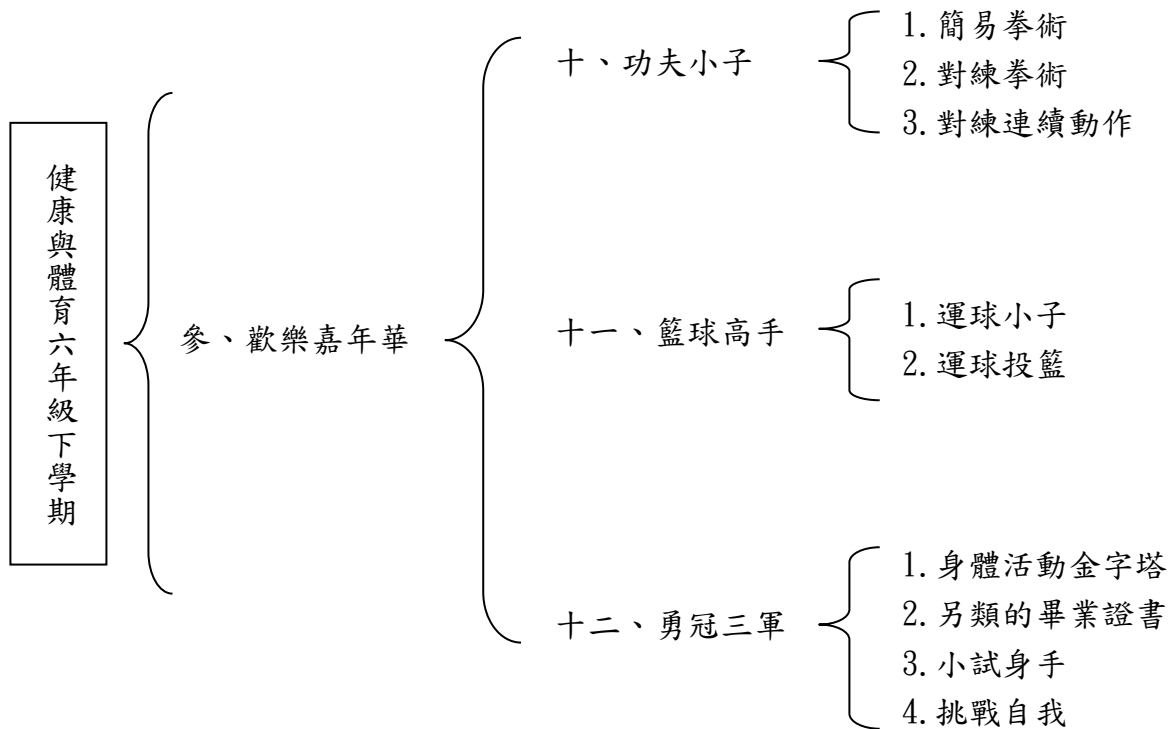 健康與體育六年級下學期
參、歡樂嘉年華
十、功夫小子
1.簡易拳術
2.對練拳術
3.對練連續動作
十一、籃球高手
1.運球小子
2.運球投籃
十二、勇冠三軍
1.身體活動金字塔
2.另類的畢業證書
3.小試身手
4.挑戰自我